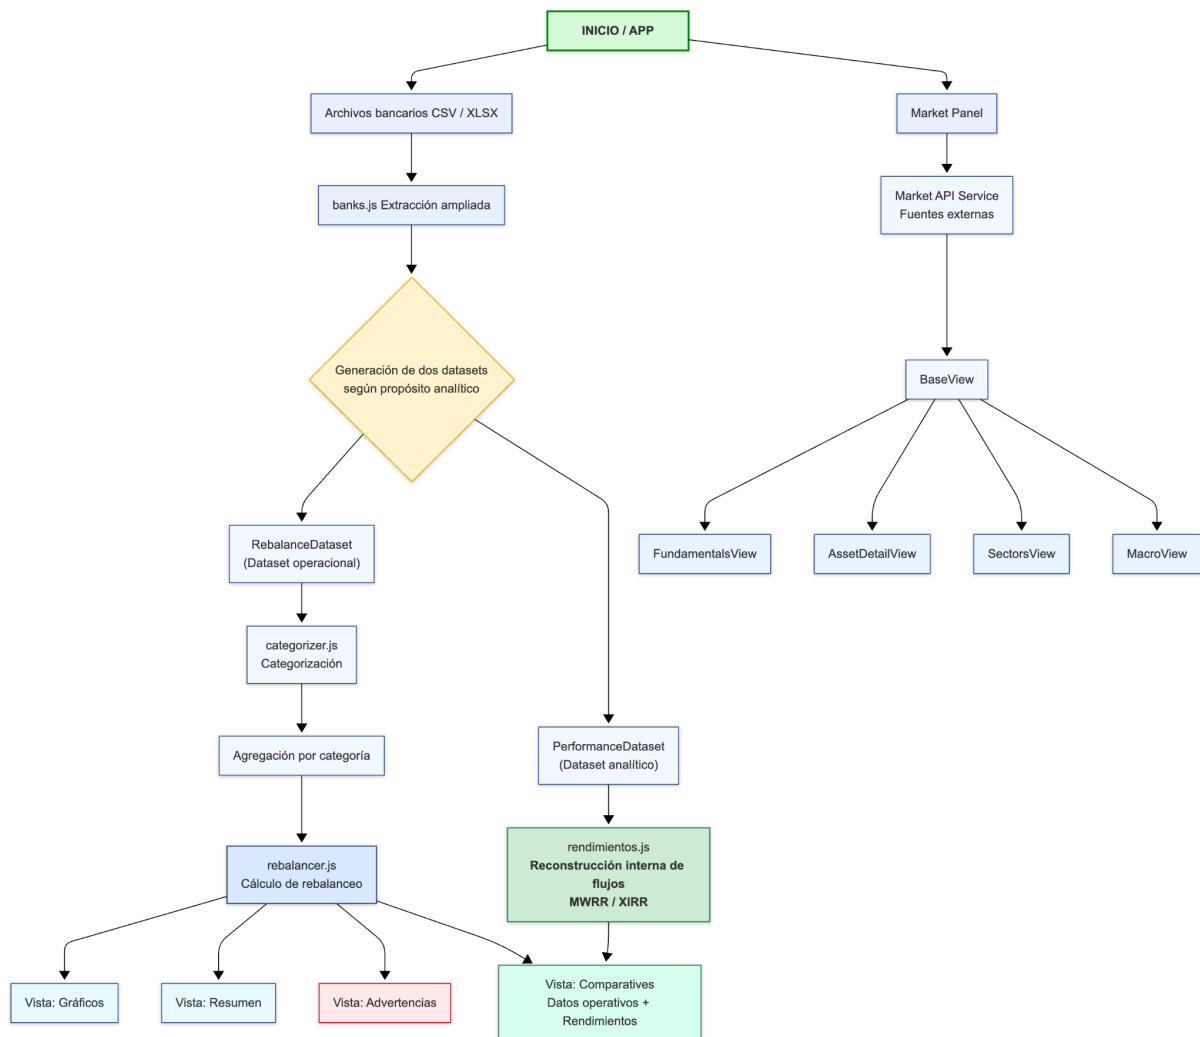 INICIO / APP
Archivos bancarios CSV / XLSX
Market Panel
banks.js Extracción ampliada
Market API Service
Fuentes externas
Generación de dos datasets
según propósito analítico
BaseView
RebalanceDataset
(Dataset operacional)
FundamentalsView
AssetDetailView
SectorsView
MacroView
categorizer.js
Categorización
Agregación por categoría
PerformanceDataset
(Dataset analítico)
rebalancer.js
Cálculo de rebalanceo
rendimientos.js
Reconstrucción interna de
flujos
MWRR / XIRR
Vista: Gráficos
Vista: Resumen
Vista: Advertencias
Vista: Comparatives
Datos operativos +
Rendimientos